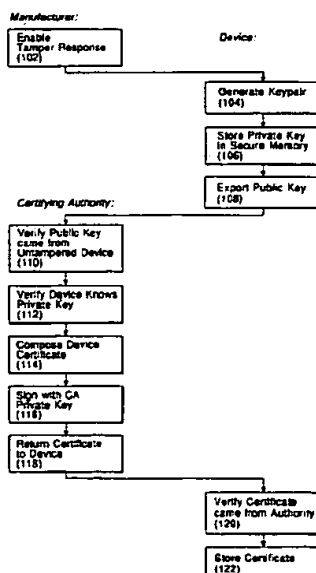 Manufacturer:
Enable
Tamper Response
(102)
Device:
Generate Keypair
(104)
Store Private Key
in Secure Memory
(106)
Export Public Key
(108)
Certifying Authority:
Verify Public Key
came from
Untampered Device
(110)
Verify Device Knows
Private Key
(112)
Compose Device
Certificate
(114)
Sign with CA
Private Key
(116)
Return Certificate
to Device
(118)
Verify Certificate
came from Authority
(120)
Store Certificate
(122)